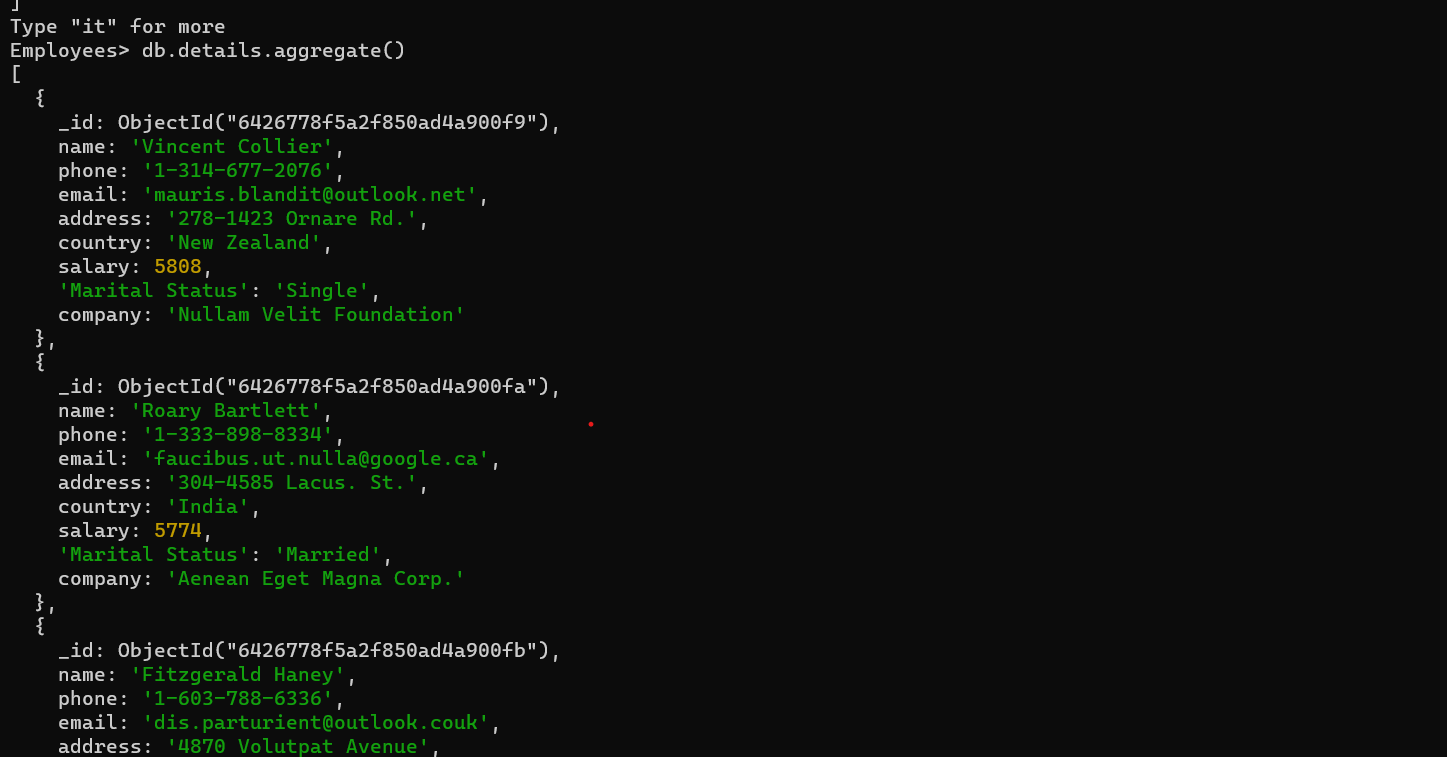 ]
Type "it" for more
Employees> db.details.aggregate()
[
  {
    _id: ObjectId("6426778f5a2f850ad4a900f9"),
    name: 'Vincent Collier',
    phone: '1-314-677-2076',
    email: 'mauris.blandit@outlook.net',
    address: '278-1423 Ornare Rd.',
    country: 'New Zealand',
    salary: 5808,
    'Marital Status': 'Single',
    company: 'Nullam Velit Foundation'
  },
  {
    _id: ObjectId("6426778f5a2f850ad4a900fa"),
    name: 'Roary Bartlett',
    phone: '1-333-898-8334',
    email: 'faucibus.ut.nulla@google.ca',
    address: '304-4585 Lacus. St.',
    country: 'India',
    salary: 5774,
    'Marital Status': 'Married',
    company: 'Aenean Eget Magna Corp.'
  },
  {
    _id: ObjectId("6426778f5a2f850ad4a900fb"),
    name: 'Fitzgerald Haney',
    phone: '1-603-788-6336',
    email: 'dis.parturient@outlook.couk',
    address: '4870 Volutpat Avenue',